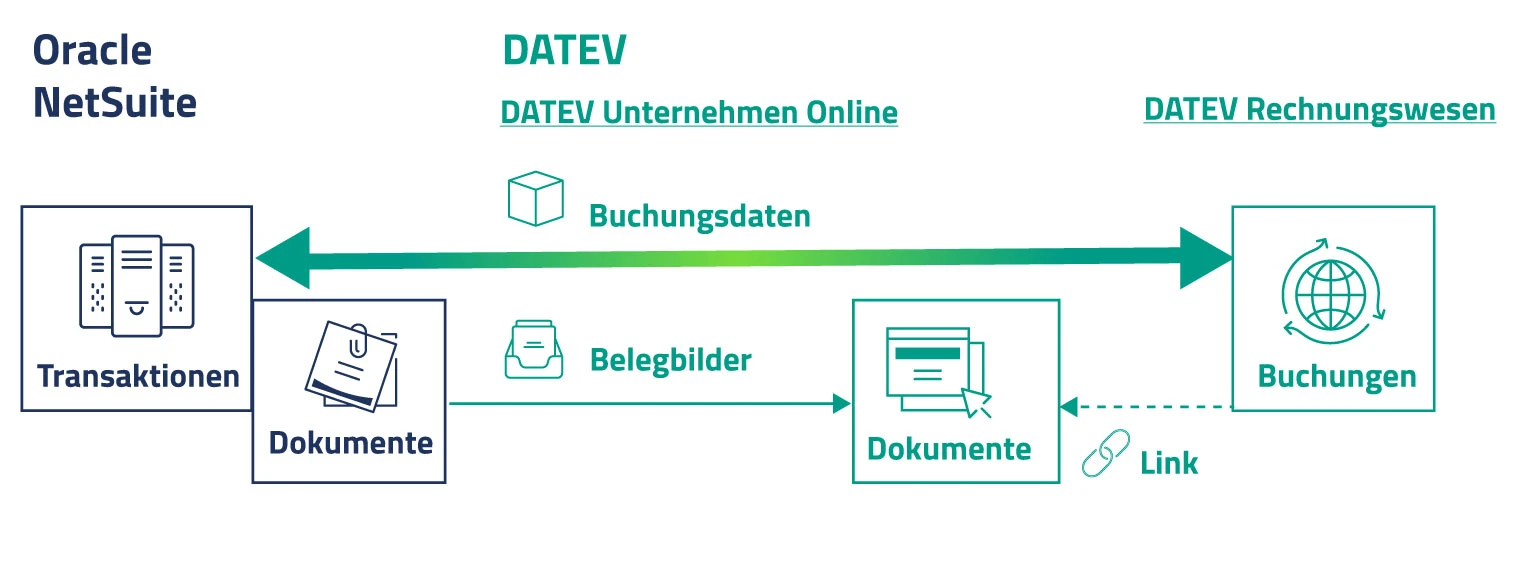 Oracle
NetSuite
DATEV
DATEV Unternehmen Online
DATEV Rechnungswesen
Buchungsdaten
Transaktionen
Dokumente
Belegbilder
Dokumente
Buchungen
Link